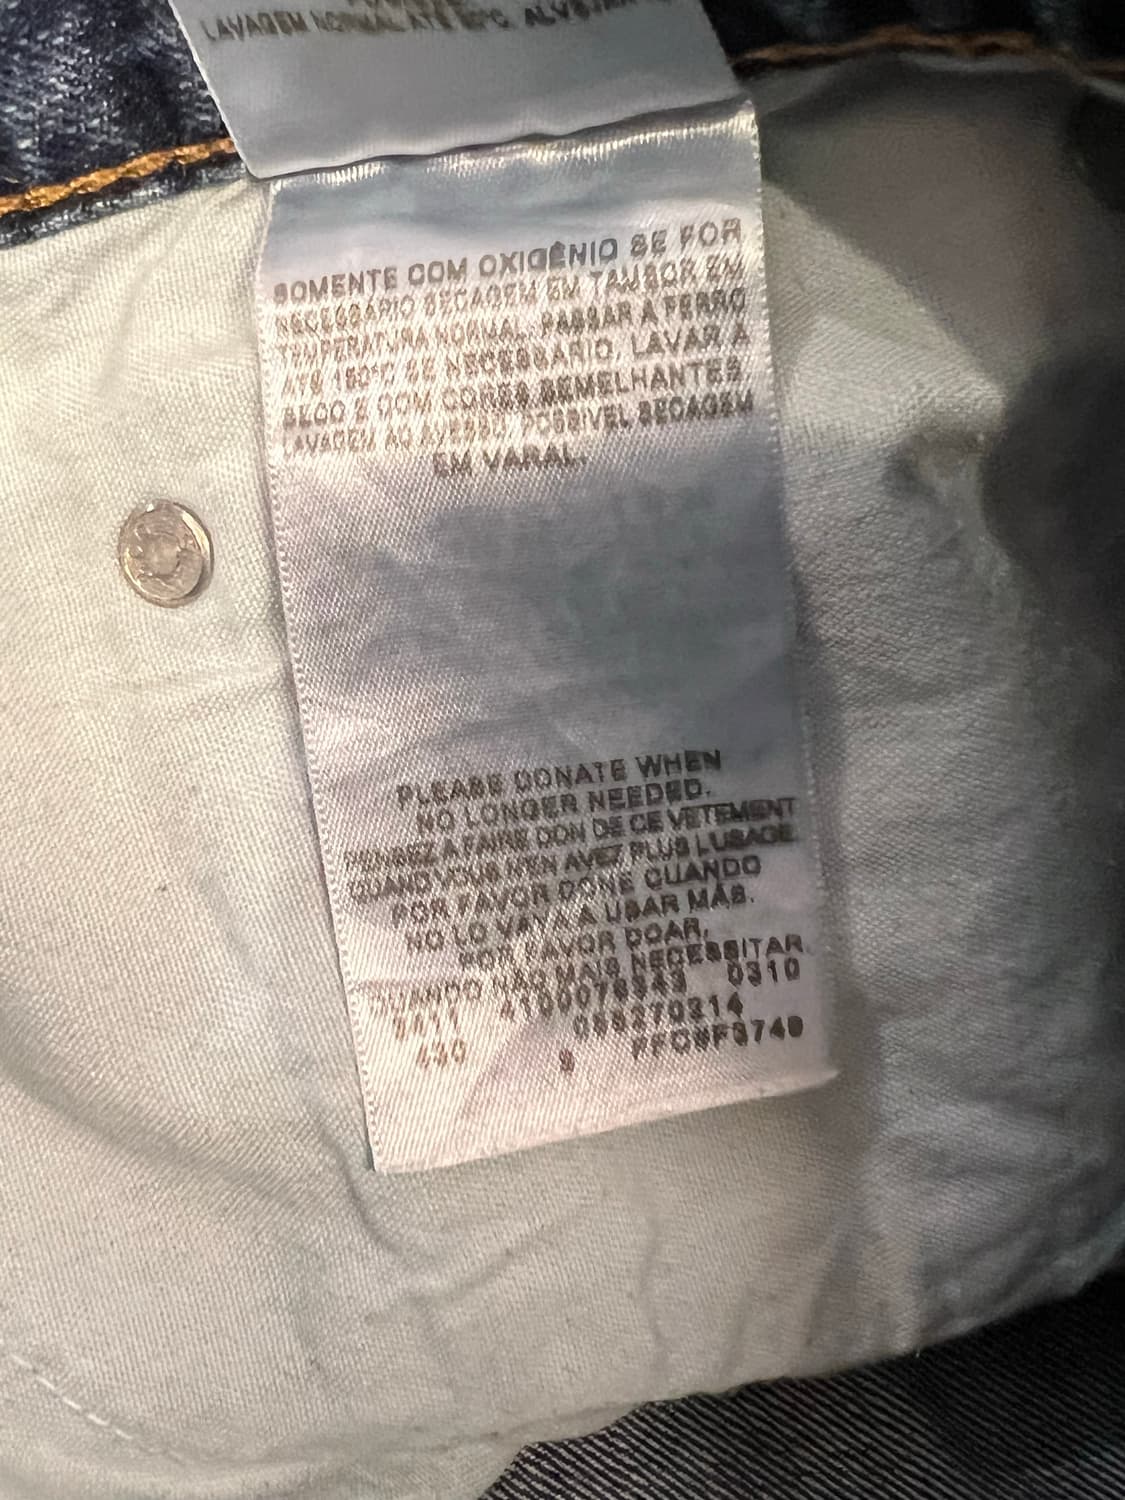 LAVAGEM NORMAL ATÉ
SOMENTE COM OXIGÊNIO SE FOR
NECESSÁRIO SECAGEM EM TAMBOR EM
TEMPERATURA NORMAL. PASSAR A FERRO
ATÉ 150°C SE NECESSÁRIO, LAVAR A
SECO E COM CORES SEMELHANTES
LAVAGEM AO AVESSO, POSSIVEL SECAGEM
EM VARAL.
PLEASE DONATE WHEN
NO LONGER NEEDED.
PENSEZ A FAIRE DON DE CE VETEMENT
QUAND VOUS N'EN AVEZ PLUS L'USAGE
POR FAVOR DONE CUANDO
NO LO VAYA A USAR MÁS.
POR FAVOR DOAR,
QUANDO NÃO MAIS NECESSITAR.
0310
430